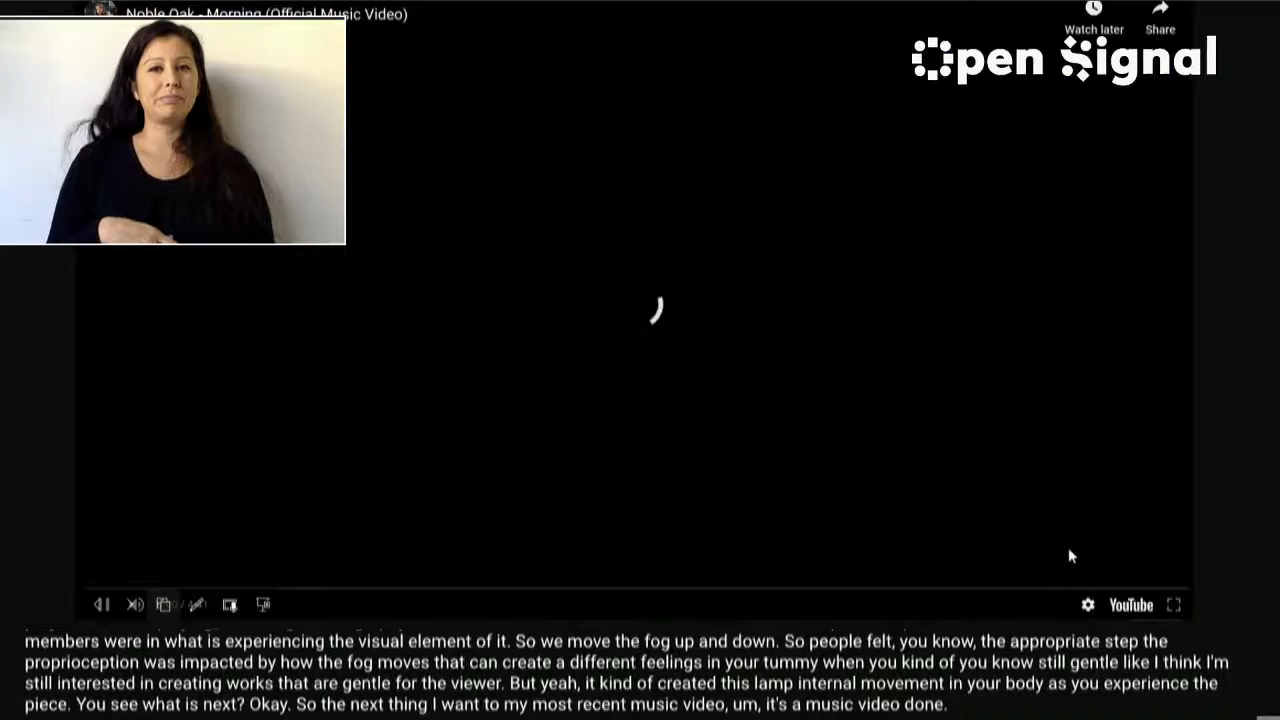 Noble Oak - Morning (Official Music Video)
Watch later Share
Open Signal
YouTube
members were in what is experiencing the visual element of it. So we move the fog up and down. So people felt, you know, the appropriate step the
proprioception was impacted by how the fog moves that can create a different feelings in your tummy when you kind of you know still gentle like I think I'm
still interested in creating works that are gentle for the viewer. But yeah, it kind of created this lamp internal movement in your body as you experience the
piece. You see what is next? Okay. So the next thing I want to my most recent music video, um, it's a music video done.